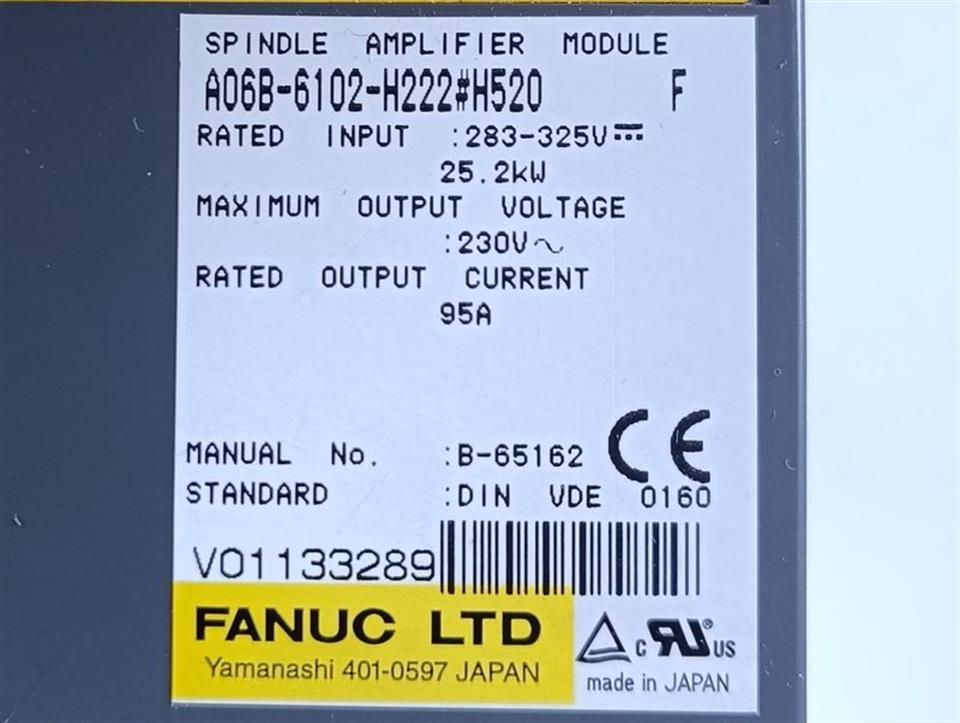 SPINDLE AMPLIFIER MODULE
A06B-6102-H222#H520 F
RATED INPUT :283-325V⎓
25.2kW
MAXIMUM OUTPUT VOLTAGE
:230V∿
RATED OUTPUT CURRENT
95A
MANUAL No. :B-65162 CE
STANDARD :DIN VDE 0160
V01133289
FANUC LTD
Yamanashi 401-0597 JAPAN
c RU® US
made in JAPAN